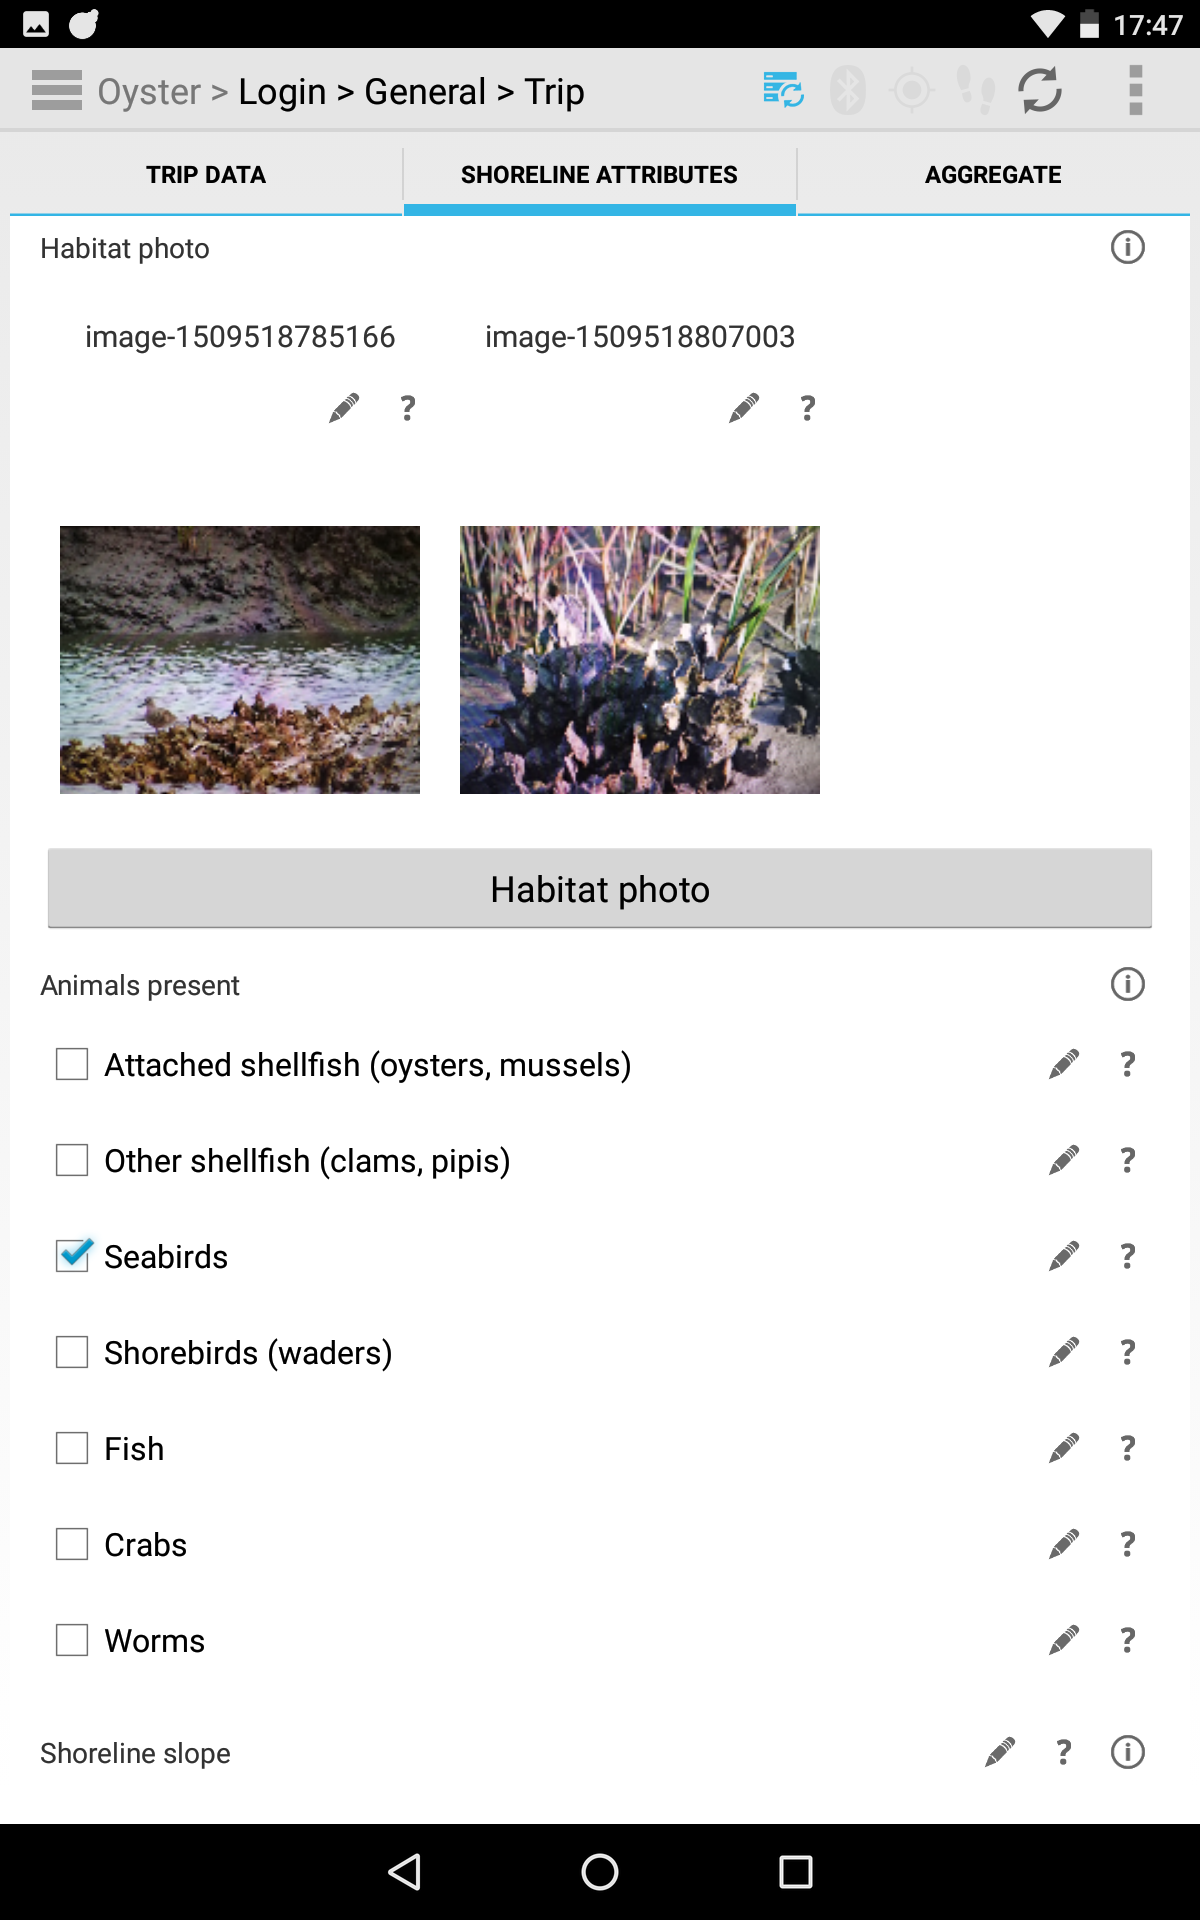 17:47
Oyster > Login > General > Trip
TRIP DATA
SHORELINE ATTRIBUTES
AGGREGATE
Habitat photo
image-1509518785166
image-1509518807003
?
?
Habitat photo
Animals present
Attached shellfish (oysters, mussels) ?
Other shellfish (clams, pipis) ?
Seabirds ?
Shorebirds (waders) ?
Fish ?
Crabs ?
Worms ?
Shoreline slope ?